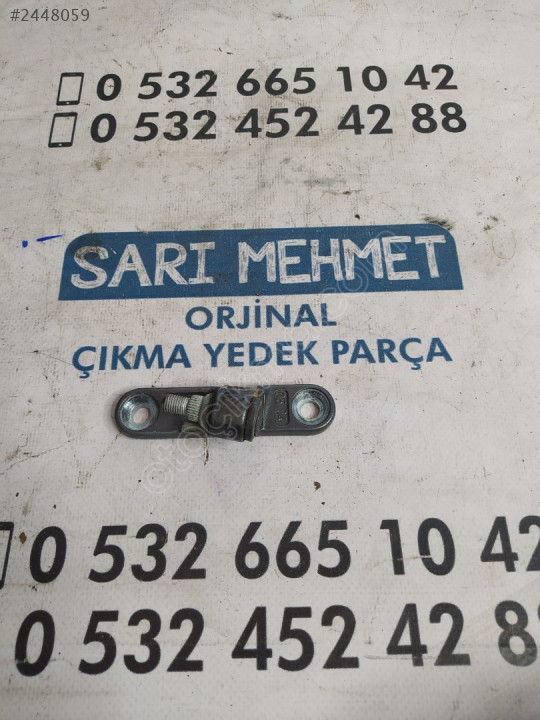 #2448059
0 532 665 10 42
0 532 452 42 88
SARI MEHMET
ORJİNAL
ÇIKMA YEDEK PARÇA
0 532 665 10 42
0 532 452 42 88